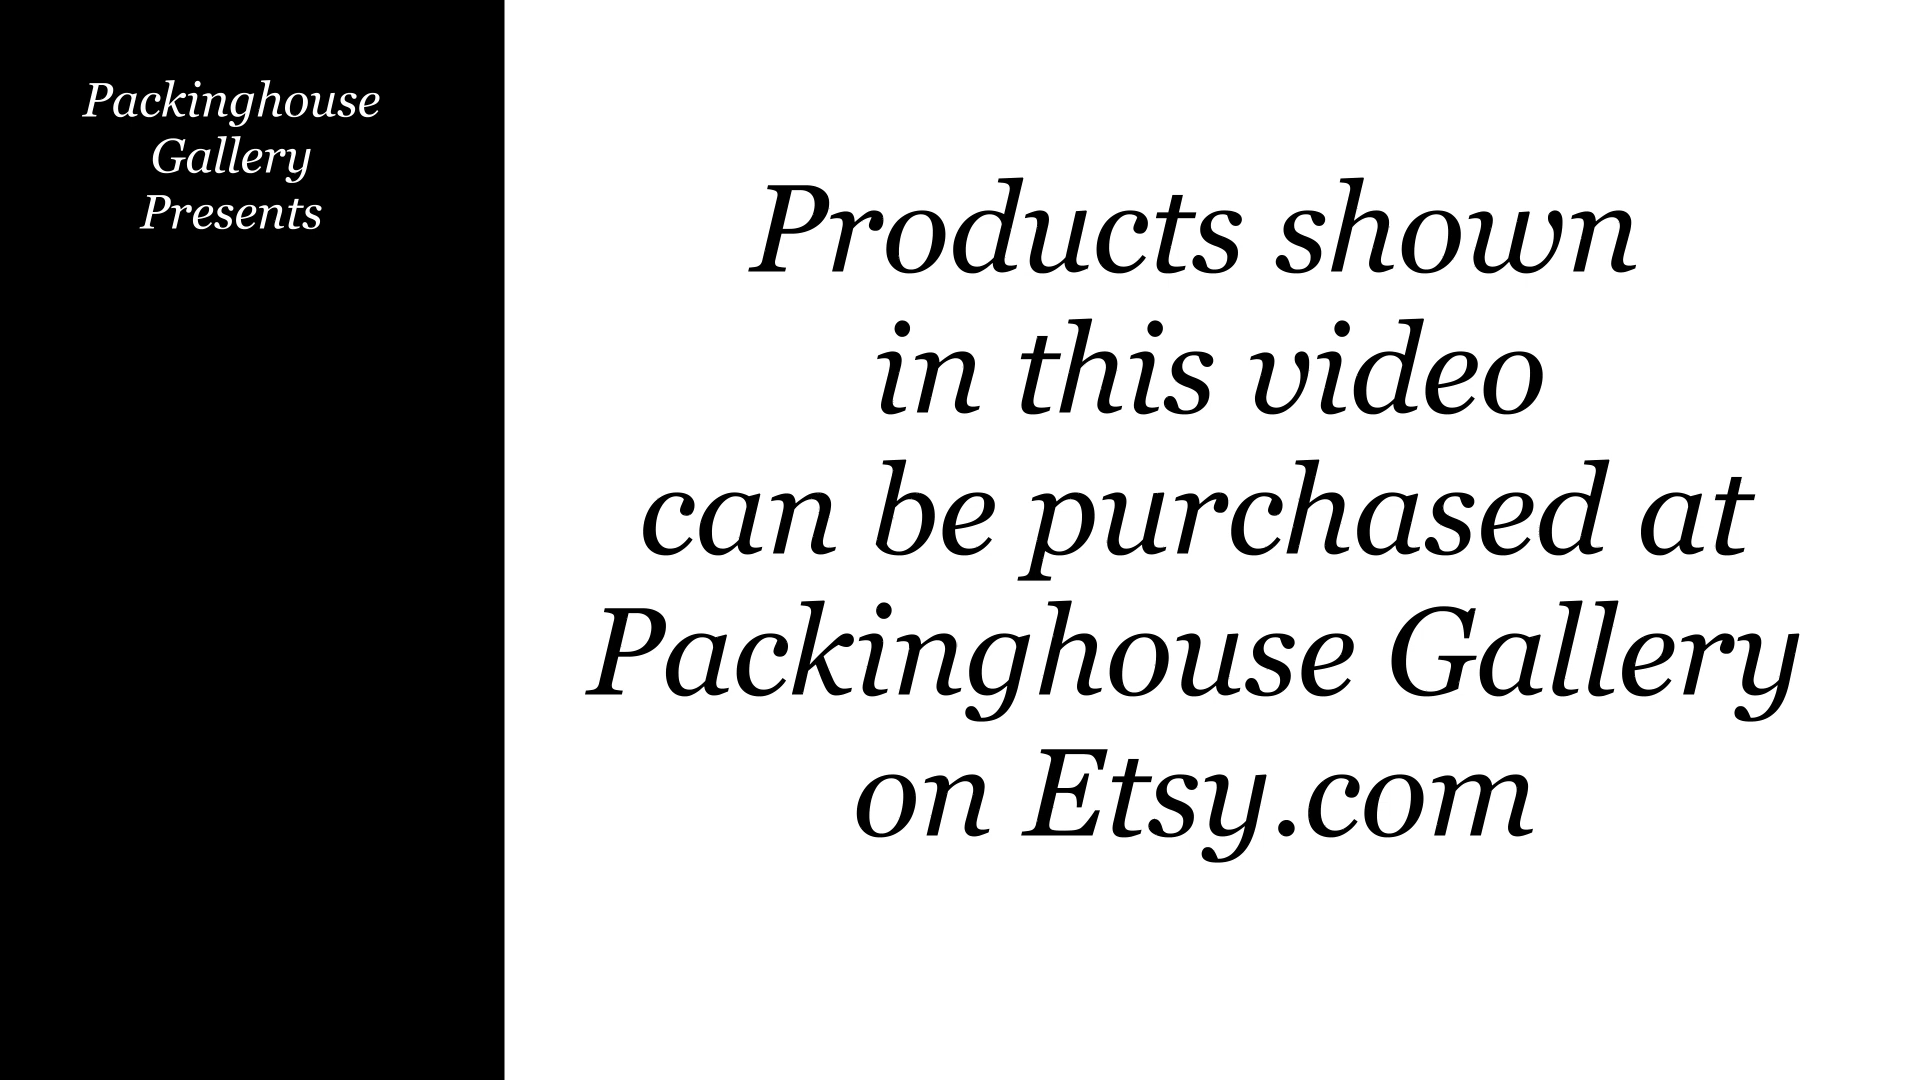 Packinghouse
Gallery
Presents
Products shown
in this video
can be purchased at
Packinghouse Gallery
on Etsy.com